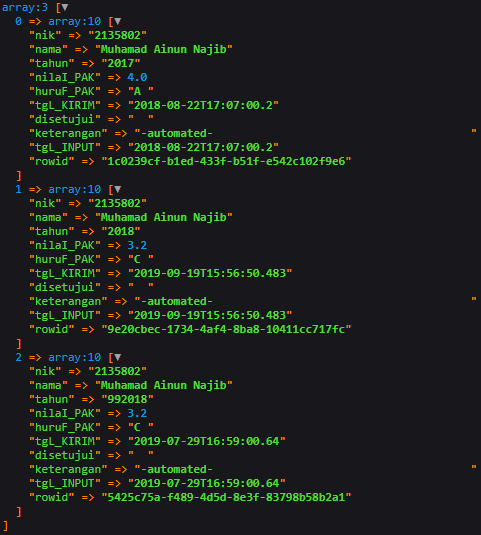 array:3 [▼
  0 => array:10 [▼
    "nik" => "2135802"
    "nama" => "Muhamad Ainun Najib"
    "tahun" => "2017"
    "nilaI_PAK" => 4.0
    "huruF_PAK" => "A "
    "tgL_KIRIM" => "2018-08-22T17:07:00.2"
    "disetujui" => "  "
    "keterangan" => "-automated-                                        "
    "tgL_INPUT" => "2018-08-22T17:07:00.2"
    "rowid" => "1c0239cf-b1ed-433f-b51f-e542c102f9e6"
  ]
  1 => array:10 [▼
    "nik" => "2135802"
    "nama" => "Muhamad Ainun Najib"
    "tahun" => "2018"
    "nilaI_PAK" => 3.2
    "huruF_PAK" => "C "
    "tgL_KIRIM" => "2019-09-19T15:56:50.483"
    "disetujui" => "  "
    "keterangan" => "-automated-                                        "
    "tgL_INPUT" => "2019-09-19T15:56:50.483"
    "rowid" => "9e20cbec-1734-4af4-8ba8-10411cc717fc"
  ]
  2 => array:10 [▼
    "nik" => "2135802"
    "nama" => "Muhamad Ainun Najib"
    "tahun" => "992018"
    "nilaI_PAK" => 3.2
    "huruF_PAK" => "C "
    "tgL_KIRIM" => "2019-07-29T16:59:00.64"
    "disetujui" => "  "
    "keterangan" => "-automated-                                        "
    "tgL_INPUT" => "2019-07-29T16:59:00.64"
    "rowid" => "5425c75a-f489-4d5d-8e3f-83798b58b2a1"
  ]
]